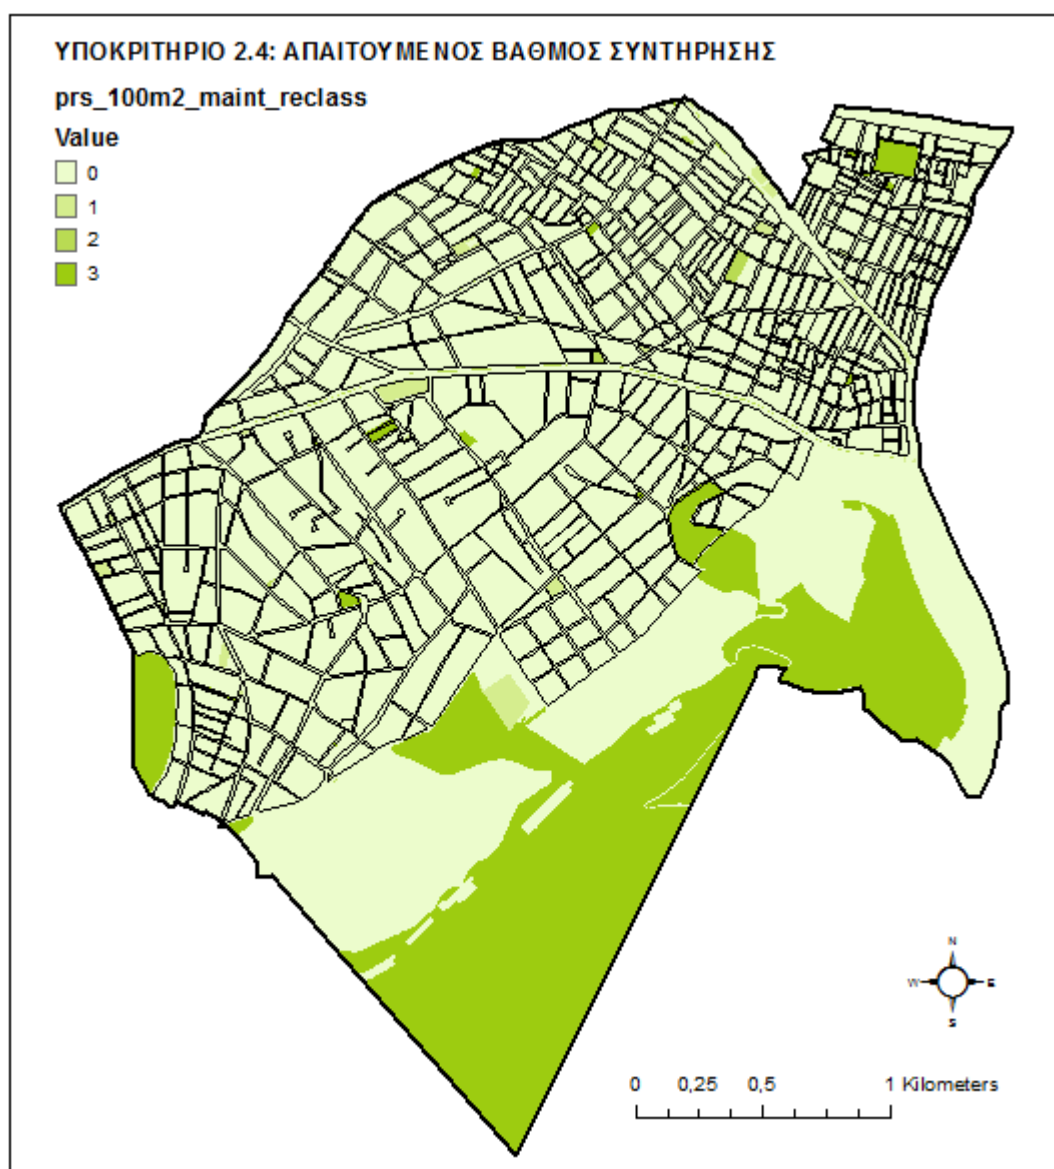 ΥΠΟΚΡΙΤΗΡΙΟ 2.4: ΑΠΑΙΤΟΥΜΕΝΟΣ ΒΑΘΜΟΣ ΣΥΝΤΗΡΗΣΗΣ
prs_100m2_maint_reclass
Value
0
1
2
3
N
W E
S
0 0,25 0,5 1 Kilometers